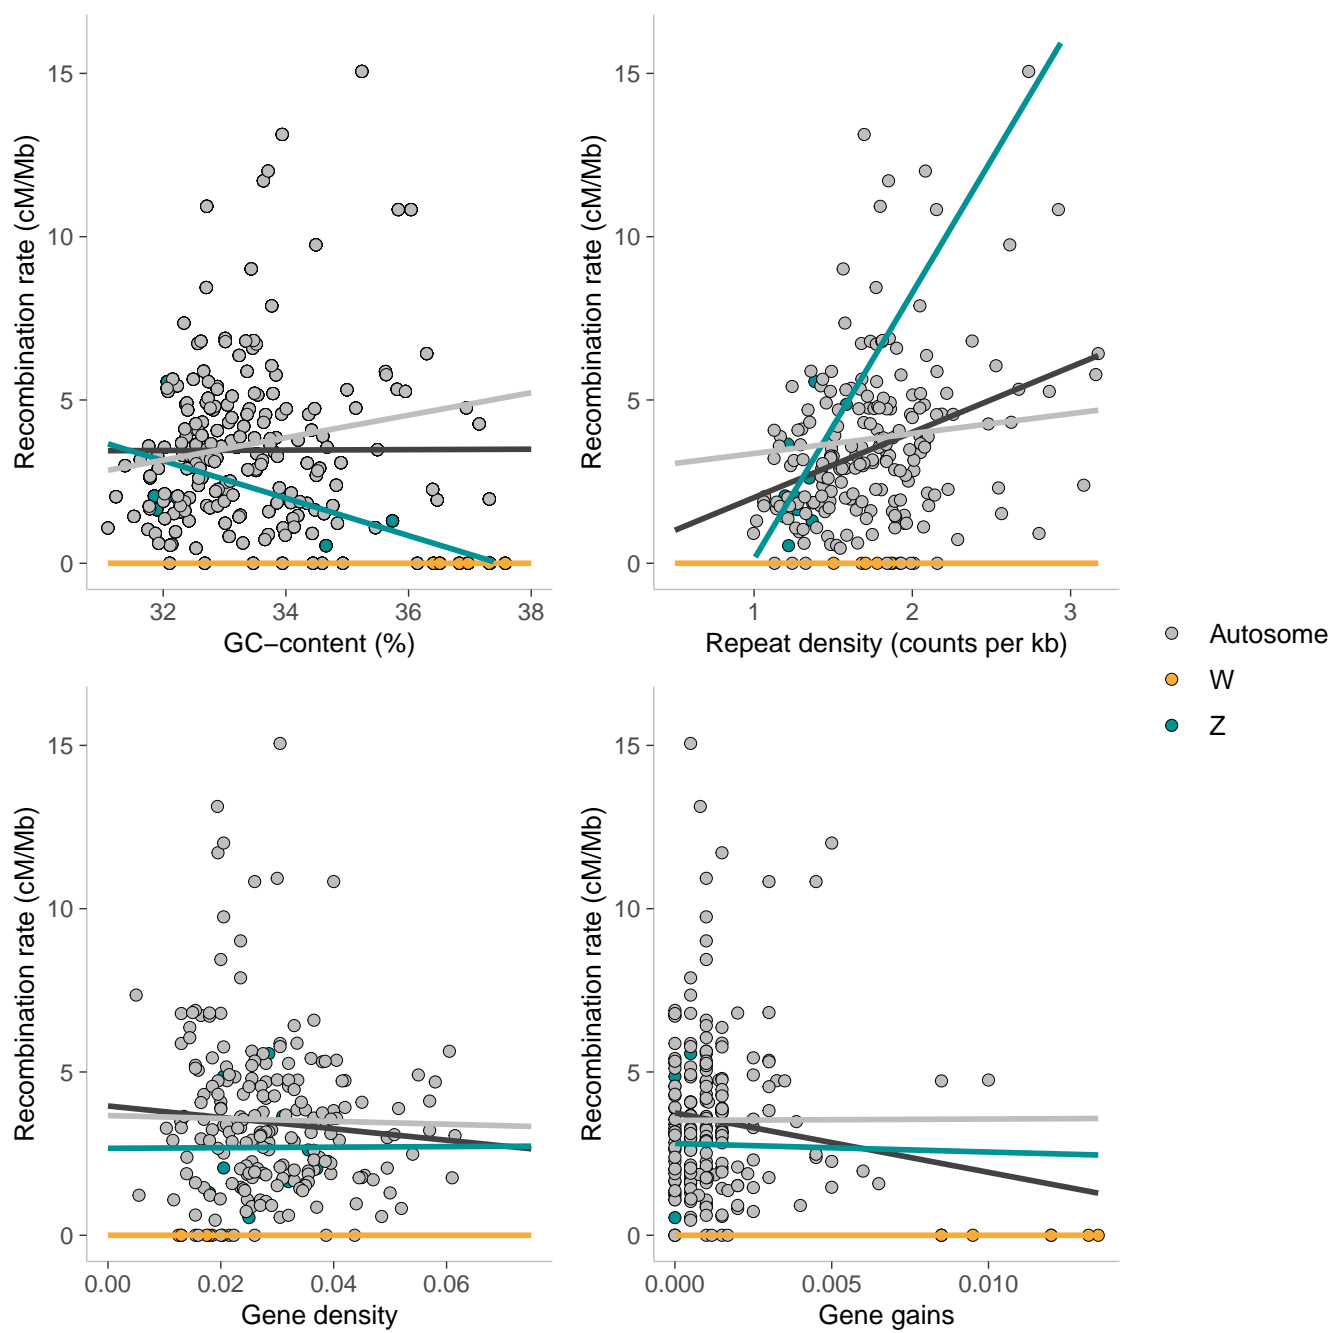 Recombination rate (cM/Mb)
15
10
5
0
32
34
36
38
GC−content (%)
Recombination rate (cM/Mb)
15
10
5
0
1
2
3
Repeat density (counts per kb)
Autosome
W
Z
Recombination rate (cM/Mb)
15
10
5
0
0.00
0.02
0.04
0.06
Gene density
Recombination rate (cM/Mb)
15
10
5
0
0.000
0.005
0.010
Gene gains